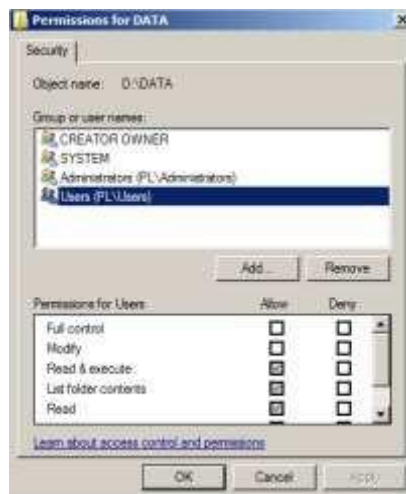 Permissions for DATA
Security
Object name: D:\DATA
Group or user names:
CREATOR OWNER
SYSTEM
Administrators (PL\Administrators)
Users (PL\Users)
Add...
Remove
Permissions for Users
Allow
Deny
Full control
Modify
Read & execute
List folder contents
Read
Learn about access control and permissions
OK
Cancel
Apply